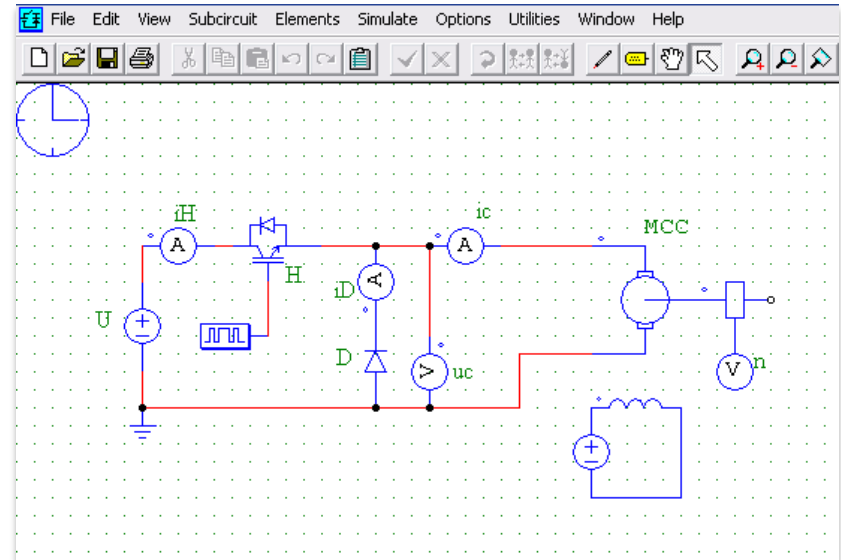 File Edit View Subcircuit Elements Simulate Options Utilities Window Help
iH
ic
MCC
A
A
H
iD
A
U
D
V
uc
V
n